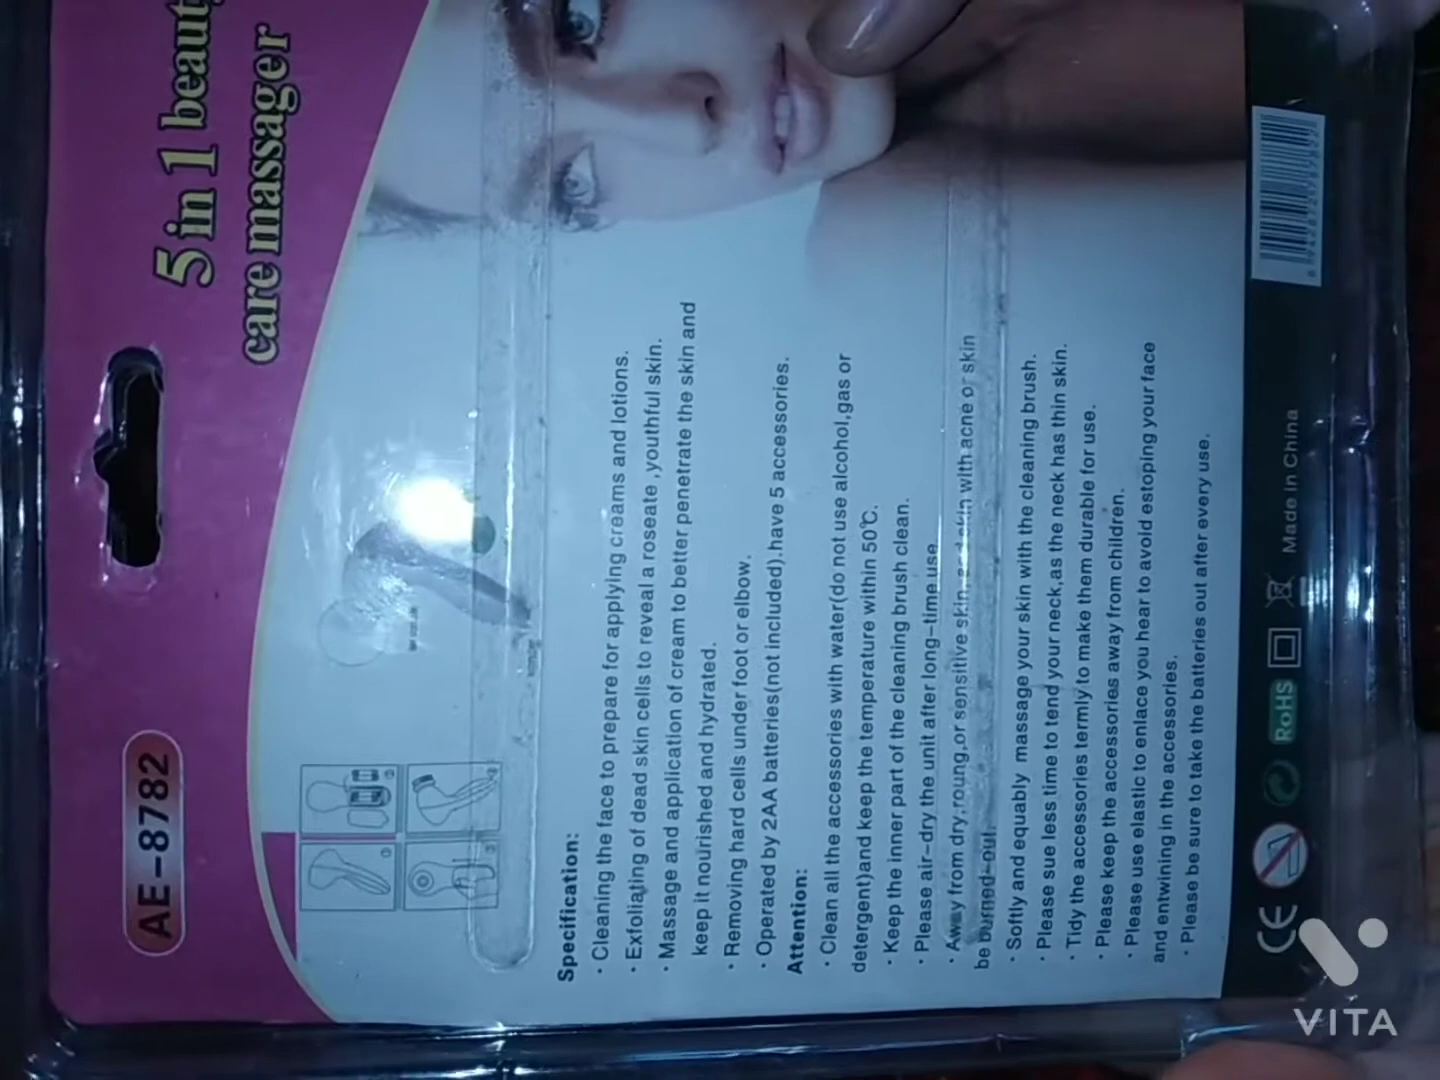 AE-8782
5 in 1 beauty
care massager
Specification:
· Cleaning the face to prepare for applying creams and lotions.
· Exfoliating of dead skin cells to reveal a roseate ,youthful skin.
· Massage and application of cream to better penetrate the skin and
keep it nourished and hydrated.
· Removing hard cells under foot or elbow.
· Operated by 2AA batteries(not included).have 5 accessories.
Attention:
· Clean all the accessories with water(do not use alcohol,gas or
detergent)and keep the temperature within 50℃.
· Keep the inner part of the cleaning brush clean.
· Please air-dry the unit after long-time use
· Away from dry,roung,or sensitive skin,and skin with acne or skin
be burned-out
· Softly and equably massage your skin with the cleaning brush.
· Please sue less time to tend your neck,as the neck has thin skin.
· Tidy the accessories termly to make them durable for use.
· Please keep the accessories away from children.
· Please use elastic to enlace you hear to avoid estoping your face
and entwining in the accessories.
· Please be sure to take the batteries out after every use.
CE
RoHS
Made in China
VITA